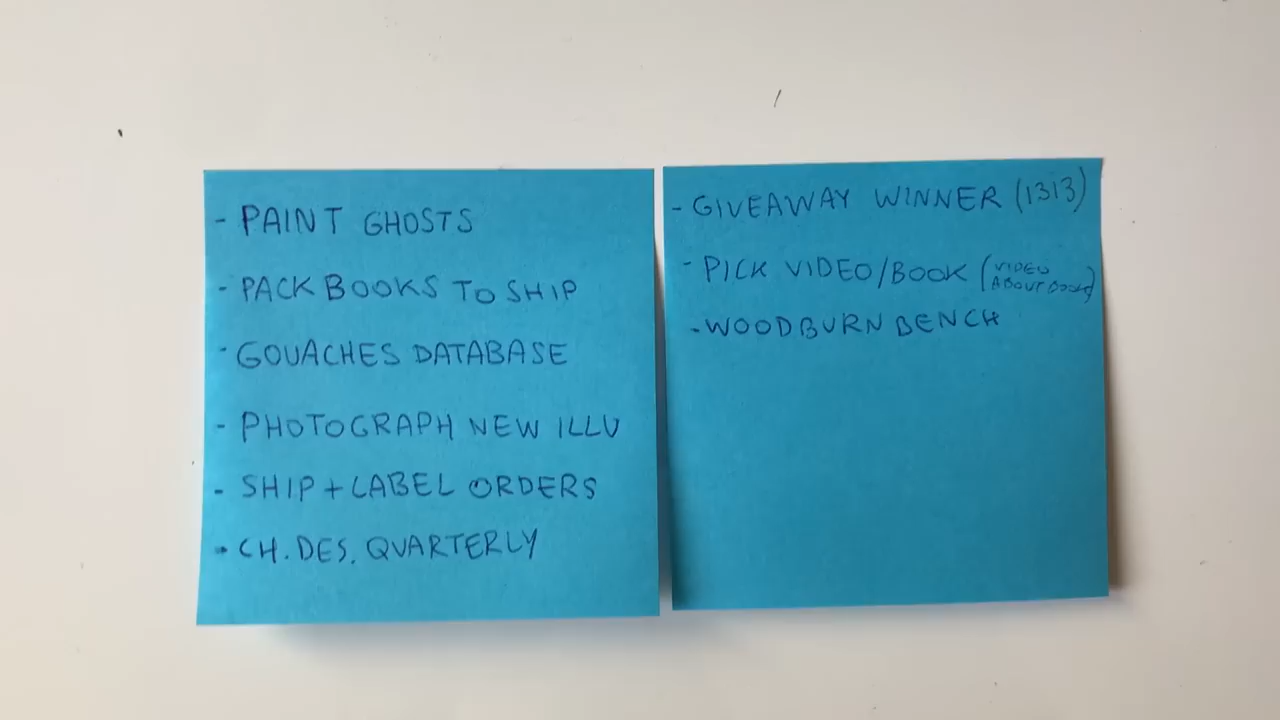 - PAINT GHOSTS
- PACK BOOKS TO SHIP
- GOUACHES DATABASE
- PHOTOGRAPH NEW ILLU
- SHIP + LABEL ORDERS
- CH. DES. QUARTERLY
- GIVEAWAY WINNER (1313)
- PICK VIDEO/BOOK (VIDEO
ABOUT BOOK)
- WOODBURN BENCH